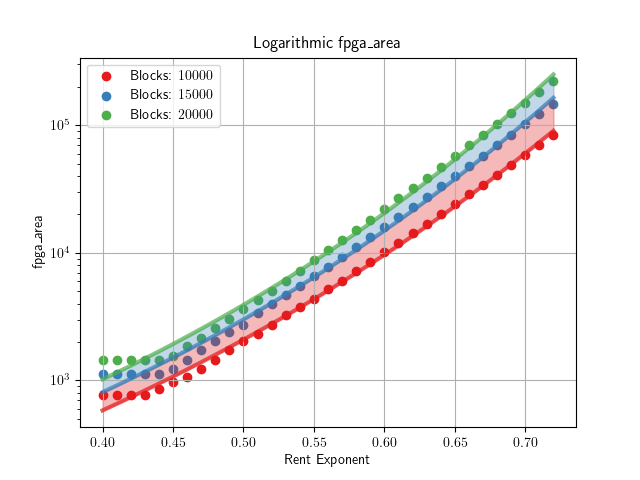 Logarithmic fpga_area
Blocks: 10000
Blocks: 15000
Blocks: 20000
fpga_area
10^5
10^4
10^3
0.40 0.45 0.50 0.55 0.60 0.65 0.70
Rent Exponent